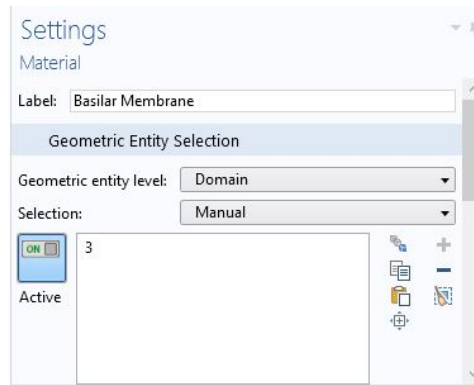 Settings
Material
Label: Basilar Membrane
Geometric Entity Selection
Geometric entity level: Domain
Selection: Manual
ON 3
Active